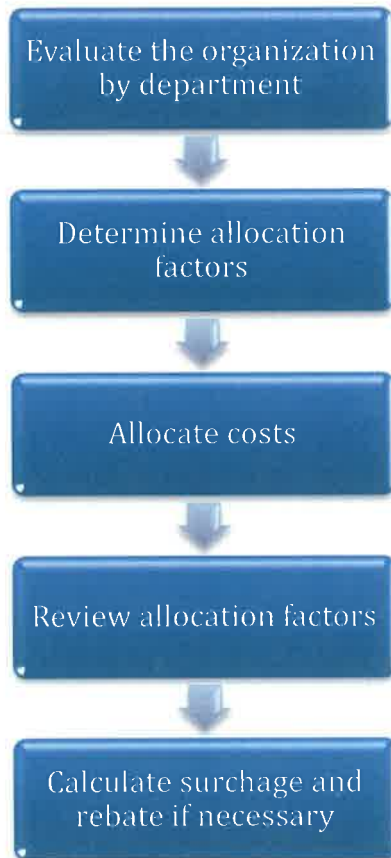 Evaluate the organization
by department
Determine allocation
factors
Allocate costs
Review allocation factors
Calculate surchage and
rebate if necessary